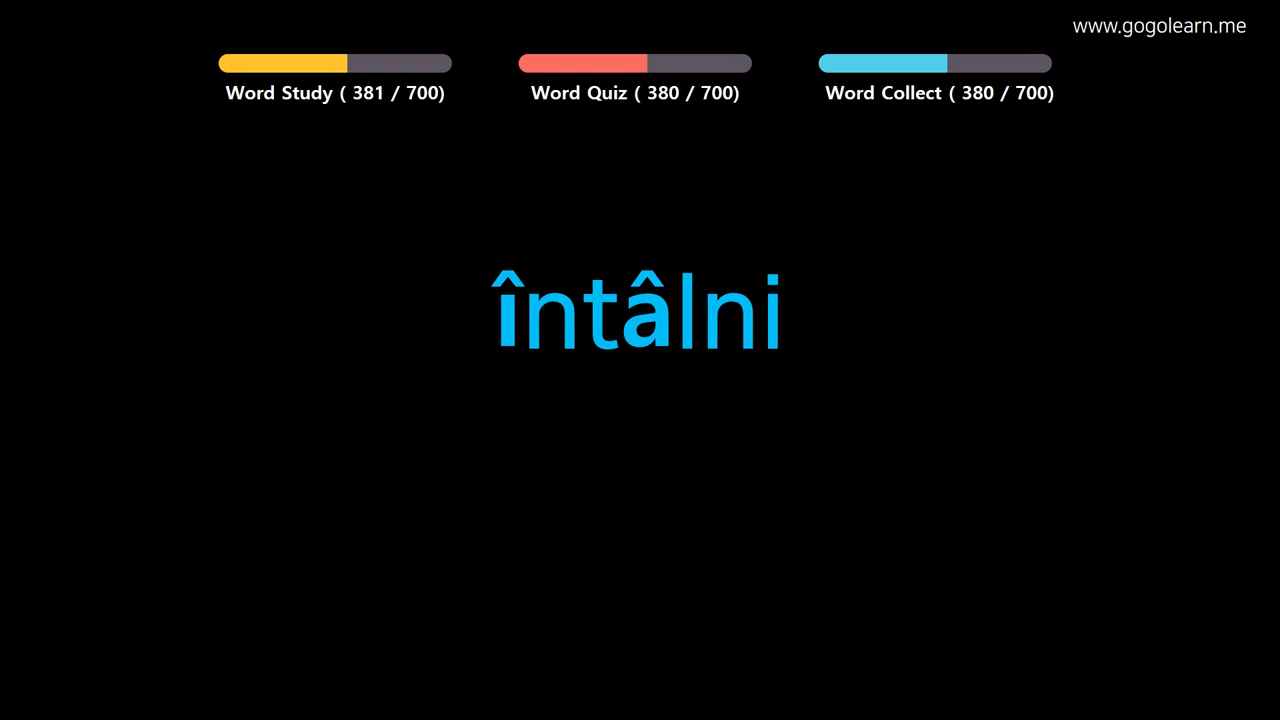 www.gogolearn.me
Word Study ( 381 / 700)
Word Quiz ( 380 / 700)
Word Collect ( 380 / 700)
întâlni